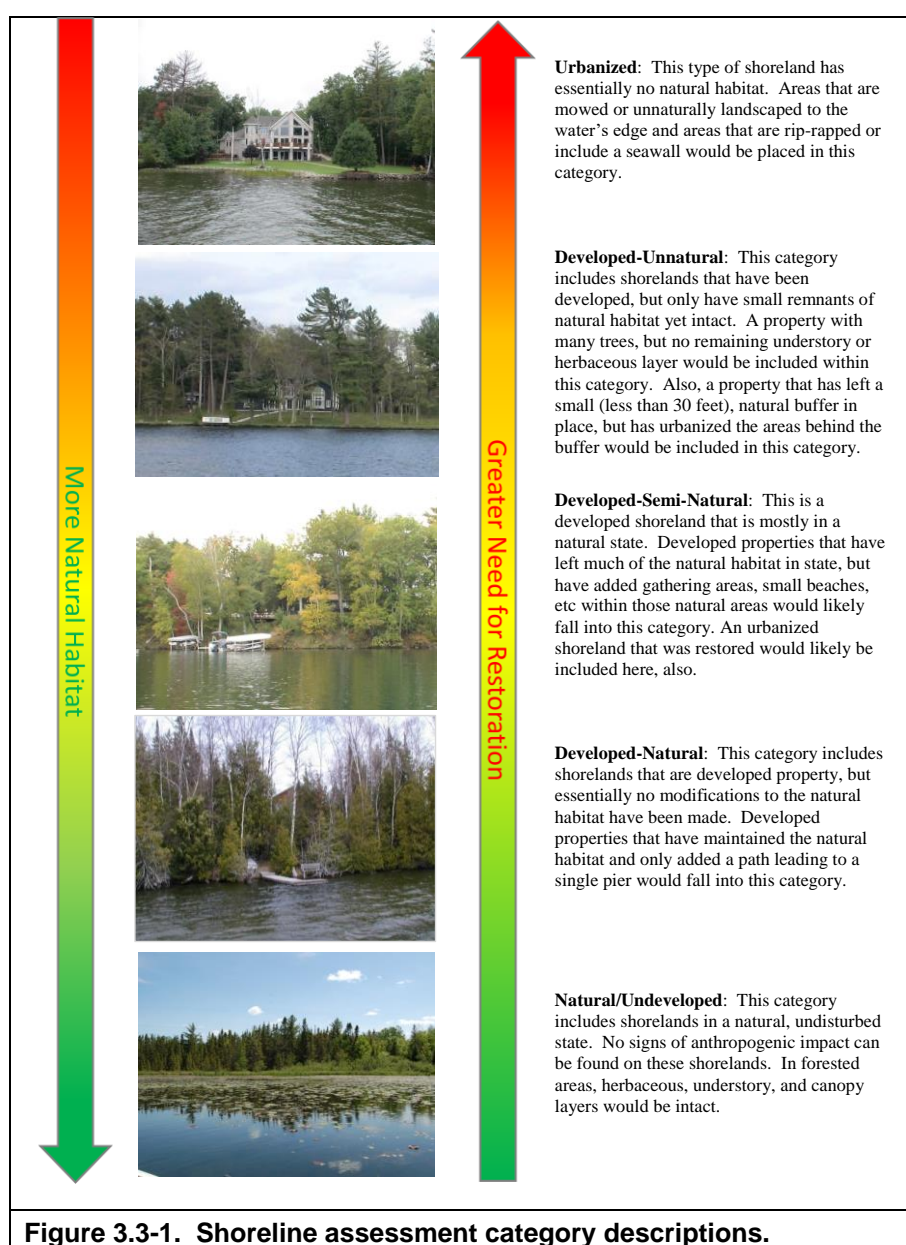 More Natural Habitat
Greater Need for Restoration
Urbanized: This type of shoreland has
essentially no natural habitat. Areas that are
mowed or unnaturally landscaped to the
water's edge and areas that are rip-rapped or
include a seawall would be placed in this
category.
Developed-Unnatural: This category
includes shorelands that have been
developed, but only have small remnants of
natural habitat yet intact. A property with
many trees, but no remaining understory or
herbaceous layer would be included within
this category. Also, a property that has left a
small (less than 30 feet), natural buffer in
place, but has urbanized the areas behind the
buffer would be included in this category.
Developed-Semi-Natural: This is a
developed shoreland that is mostly in a
natural state. Developed properties that have
left much of the natural habitat in state, but
have added gathering areas, small beaches,
etc within those natural areas would likely
fall into this category. An urbanized
shoreland that was restored would likely be
included here, also.
Developed-Natural: This category includes
shorelands that are developed property, but
essentially no modifications to the natural
habitat have been made. Developed
properties that have maintained the natural
habitat and only added a path leading to a
single pier would fall into this category.
Natural/Undeveloped: This category
includes shorelands in a natural, undisturbed
state. No signs of anthropogenic impact can
be found on these shorelands. In forested
areas, herbaceous, understory, and canopy
layers would be intact.
Figure 3.3-1. Shoreline assessment category descriptions.